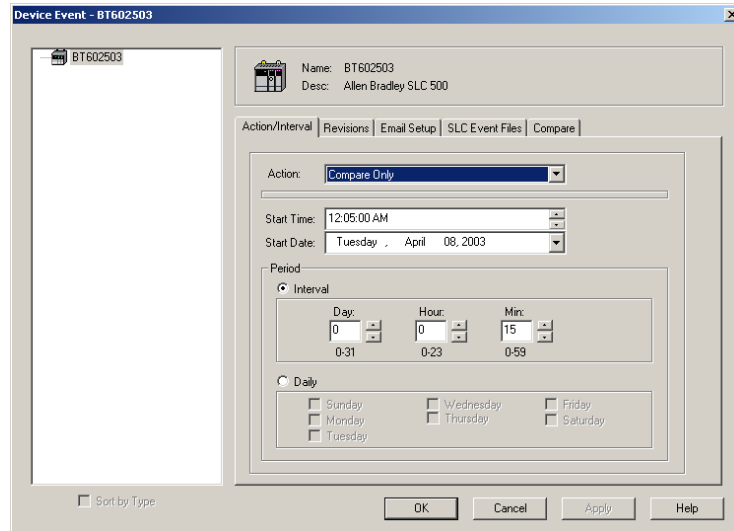 Device Event - BT602503
BT602503
Name: BT602503
Desc: Allen Bradley SLC 500
Action/Interval Revisions Email Setup SLC Event Files Compare
Action: Compare Only
Start Time: 12:05:00 AM
Start Date: Tuesday , April 08, 2003
Period
Interval
Day: Hour: Min:
0 0 15
0-31 0-23 0-59
Daily
Sunday Wednesday Friday
Monday Thursday Saturday
Tuesday
Sort by Type
OK Cancel Apply Help